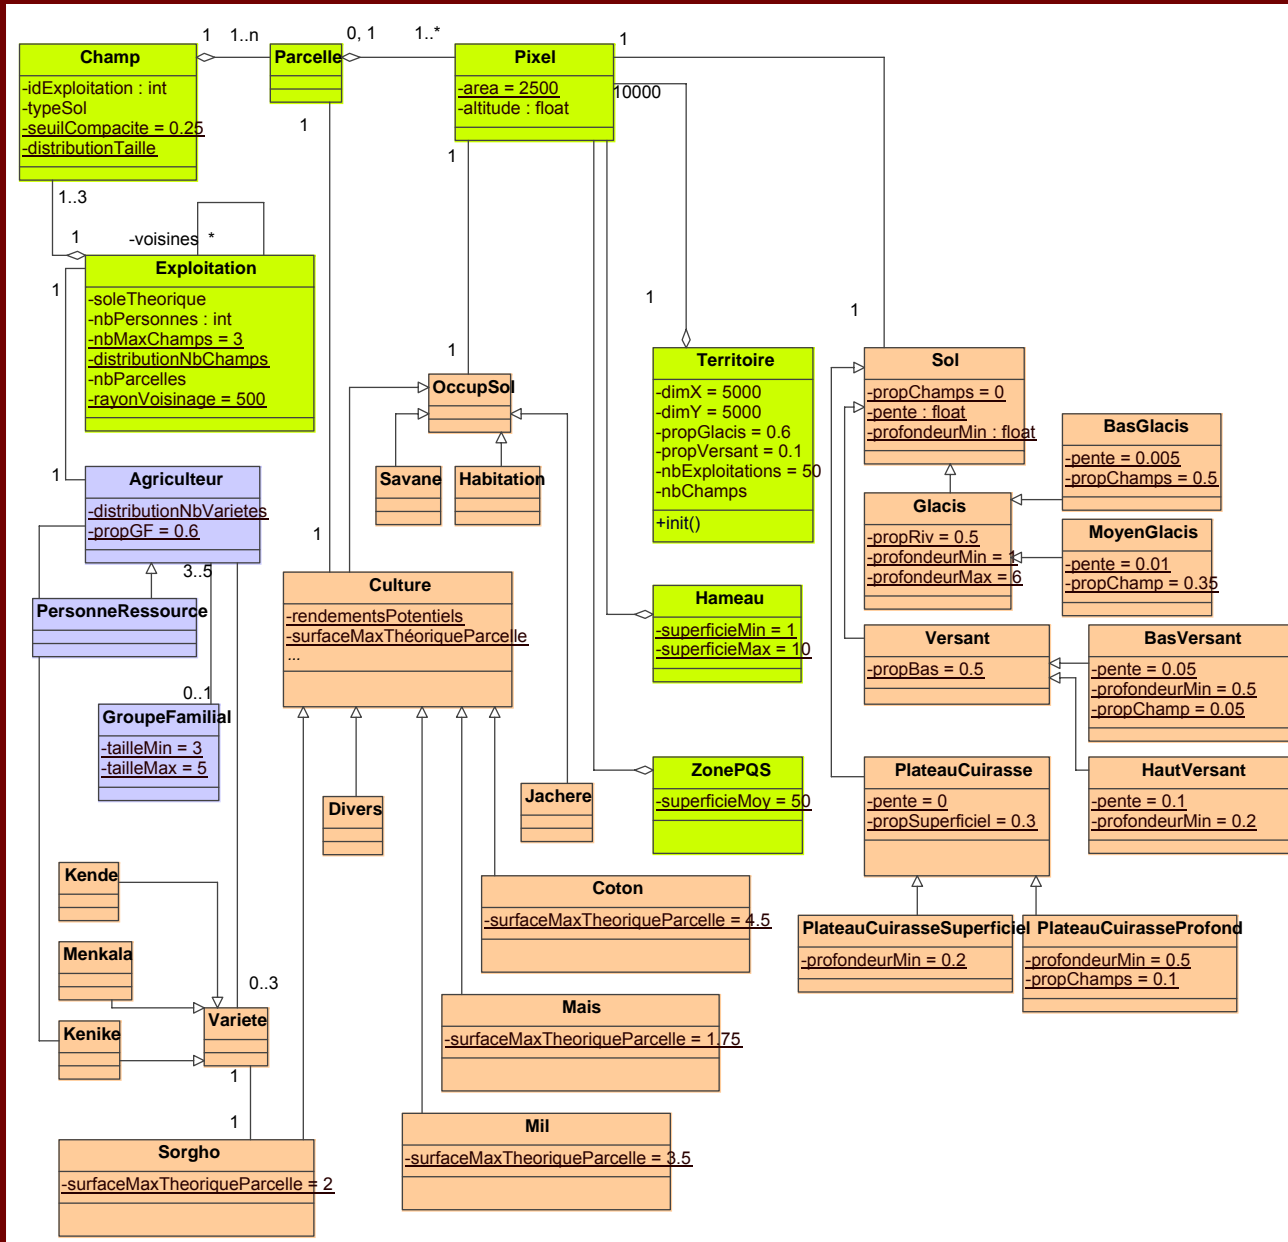 1
1..n
0, 1
1..*
1
Champ
-idExploitation : int
-typeSol
-seuilCompacite = 0.25
-distributionTaille
Parcelle
Pixel
-area = 2500
-altitude : float
10000
1
1
1..3
1
-voisines *
Exploitation
-soleTheorique
-nbPersonnes : int
-nbMaxChamps = 3
-distributionNbChamps
-nbParcelles
-rayonVoisinage = 500
1
1
1
1
OccupSol
Savane
Habitation
Territoire
-dimX = 5000
-dimY = 5000
-propGlacis = 0.6
-propVersant = 0.1
-nbExploitations = 50
-nbChamps
+init()
Sol
-propChamps = 0
-pente : float
-profondeurMin : float
BasGlacis
-pente = 0.005
-propChamps = 0.5
1
Agriculteur
-distributionNbVarietes
-propGF = 0.6
3..5
1
Glacis
-propRiv = 0.5
-profondeurMin = 1
-profondeurMax = 6
MoyenGlacis
-pente = 0.01
-propChamp = 0.35
PersonneRessource
Culture
-rendementsPotentiels
-surfaceMaxThéoriqueParcelle
...
Hameau
-superficieMin = 1
-superficieMax = 10
Versant
-propBas = 0.5
BasVersant
-pente = 0.05
-profondeurMin = 0.5
-propChamp = 0.05
0..1
GroupeFamilial
-tailleMin = 3
-tailleMax = 5
Divers
Jachere
ZonePQS
-superficieMoy = 50
PlateauCuirasse
-pente = 0
-propSuperficiel = 0.3
HautVersant
-pente = 0.1
-profondeurMin = 0.2
Kende
Coton
-surfaceMaxTheoriqueParcelle = 4.5
PlateauCuirasseSuperficiel
-profondeurMin = 0.2
PlateauCuirasseProfond
-profondeurMin = 0.5
-propChamps = 0.1
Menkala
0..3
Variete
Kenike
Mais
-surfaceMaxTheoriqueParcelle = 1.75
1
1
Sorgho
-surfaceMaxTheoriqueParcelle = 2
Mil
-surfaceMaxTheoriqueParcelle = 3.5